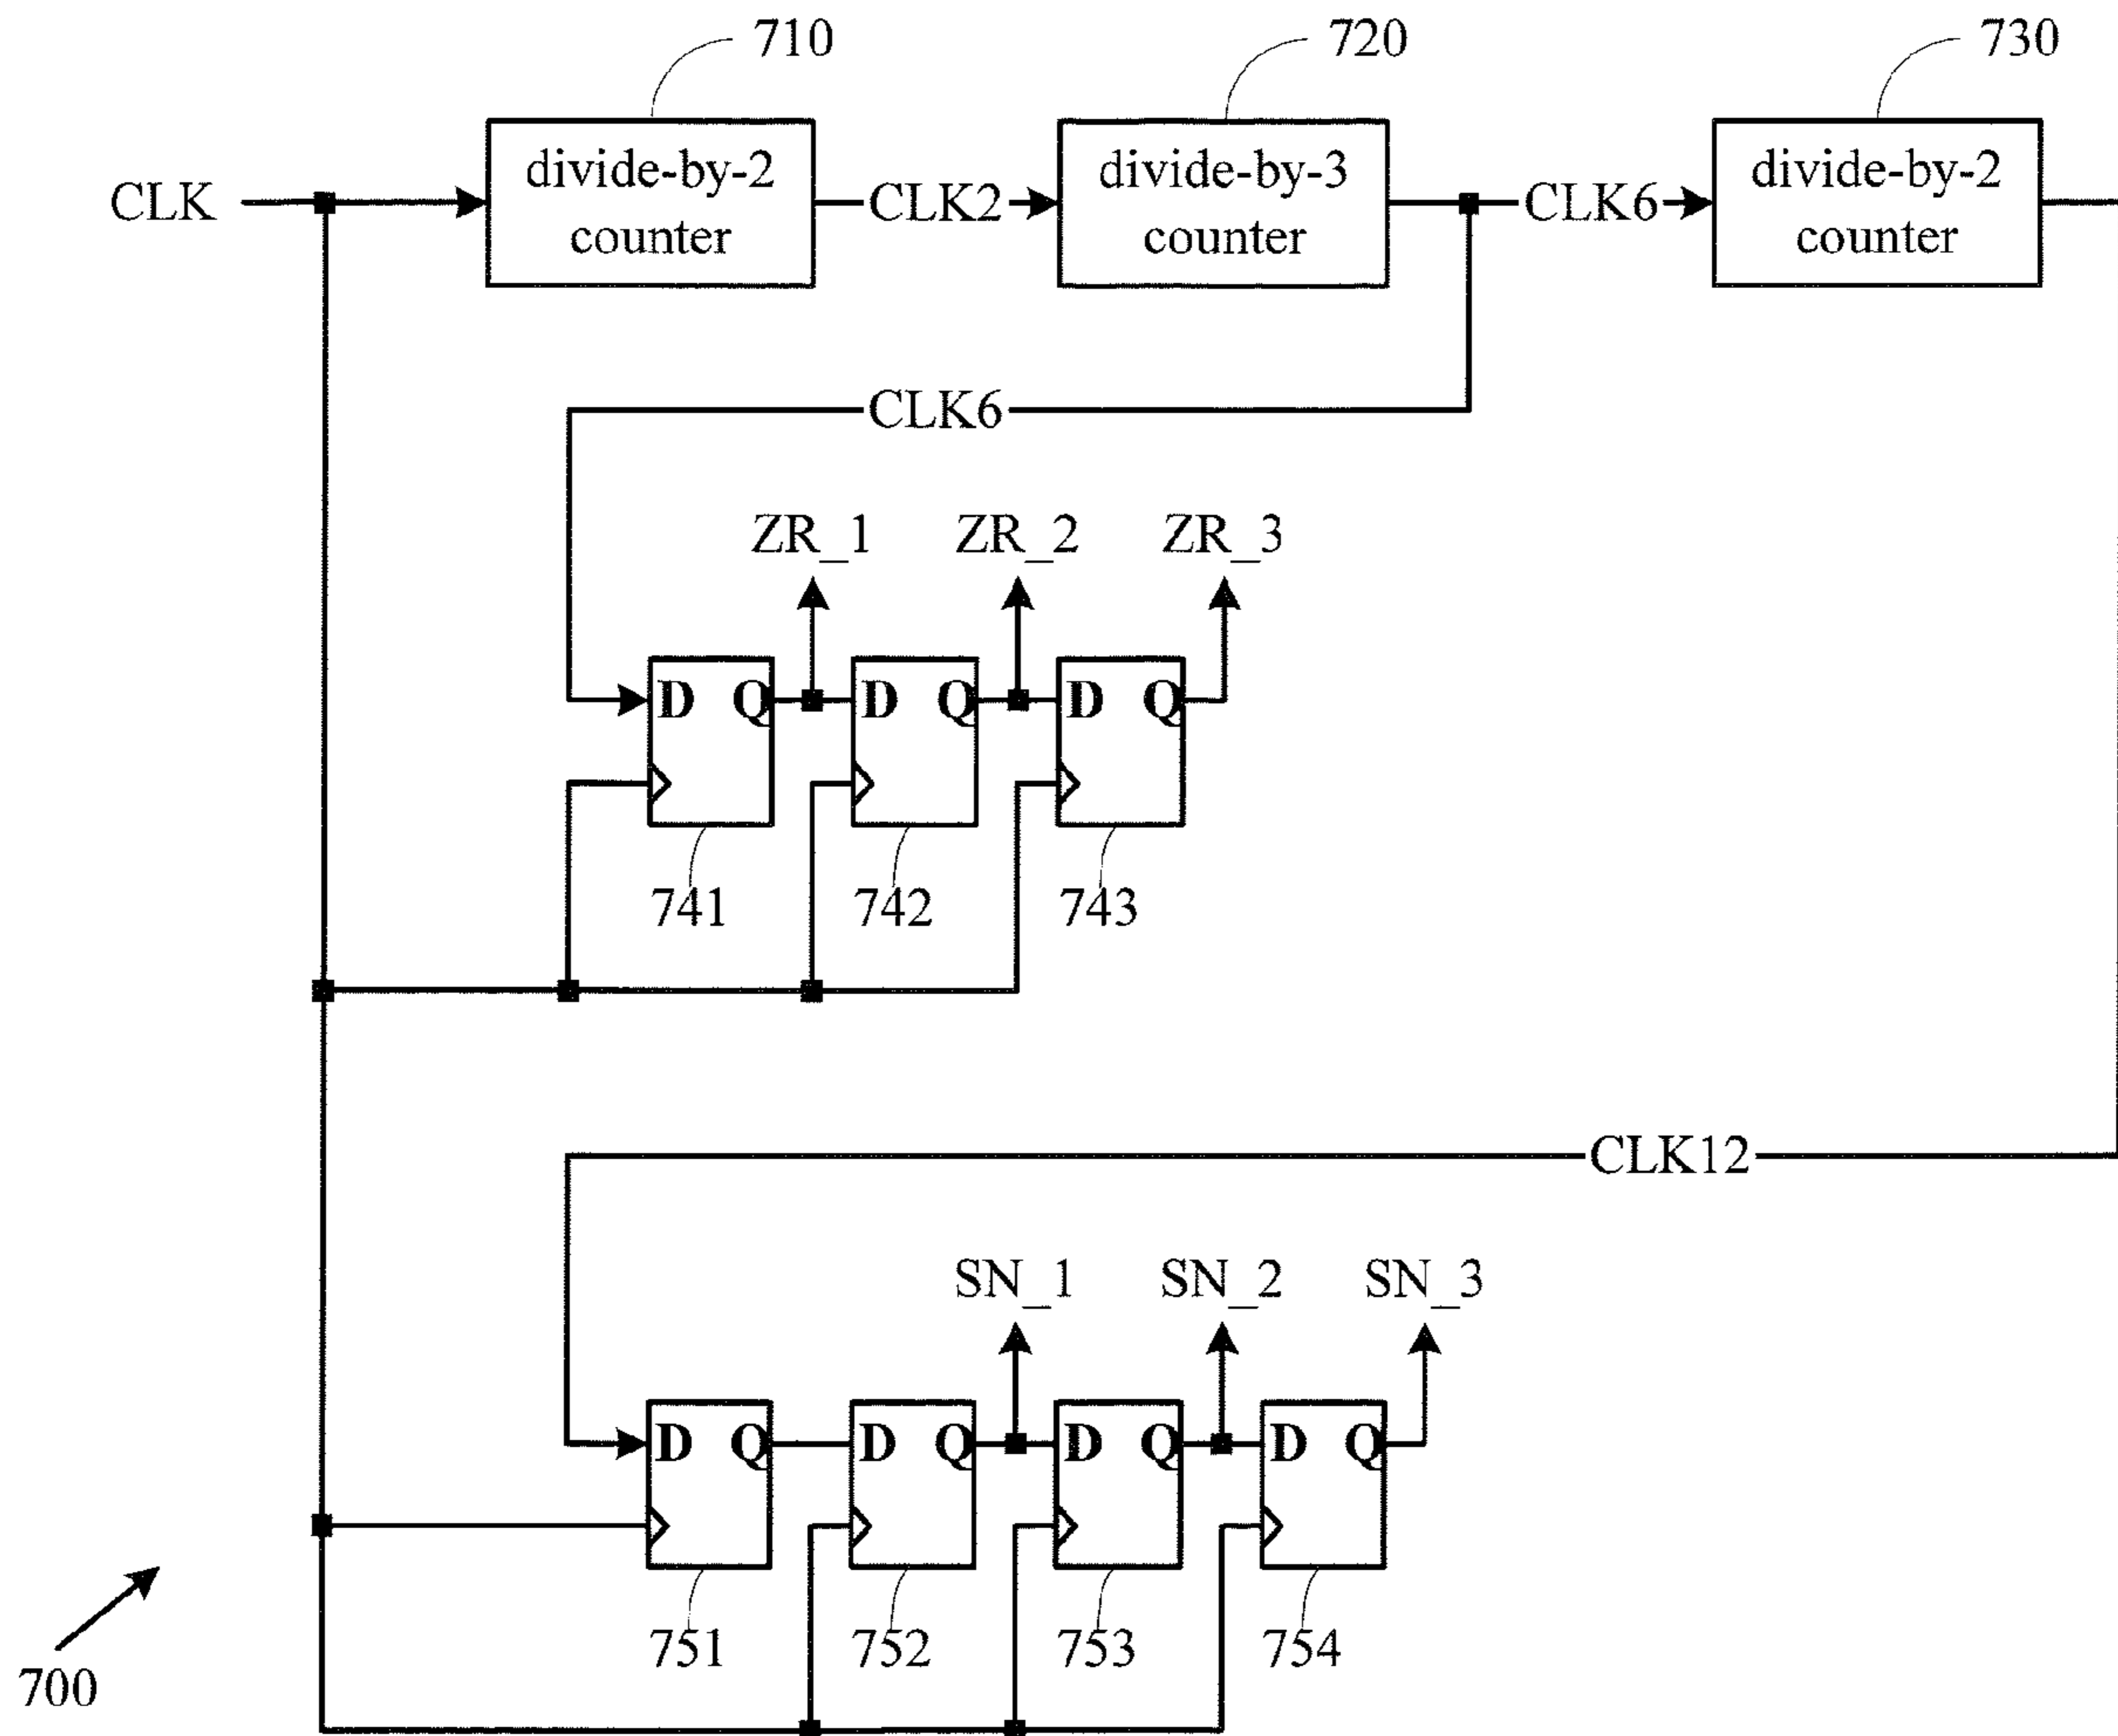 710
720
730
CLK
divide-by-2
counter
CLK2
divide-by-3
counter
CLK6
divide-by-2
counter
CLK6
ZR_1
ZR_2
ZR_3
D Q
D Q
D Q
741
742
743
CLK12
SN_1
SN_2
SN_3
D Q
D Q
D Q
D Q
751
752
753
754
700